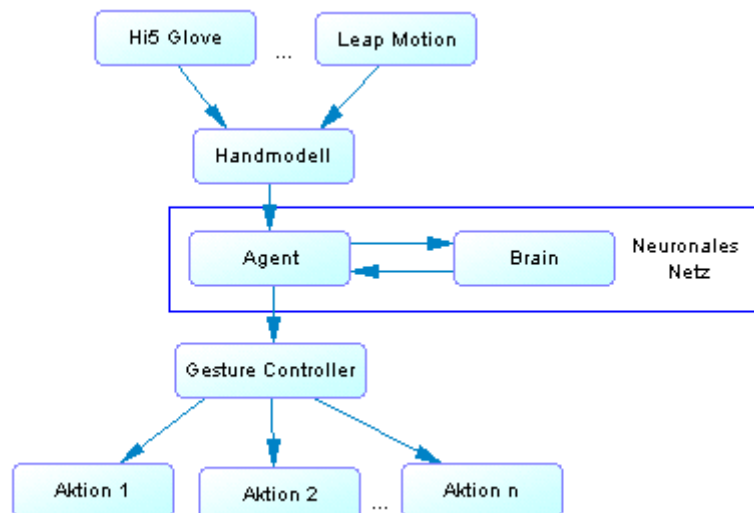 Hi5 Glove
...
Leap Motion
Handmodell
Agent
Brain
Neuronales
Netz
Gesture Controller
Aktion 1
Aktion 2
...
Aktion n